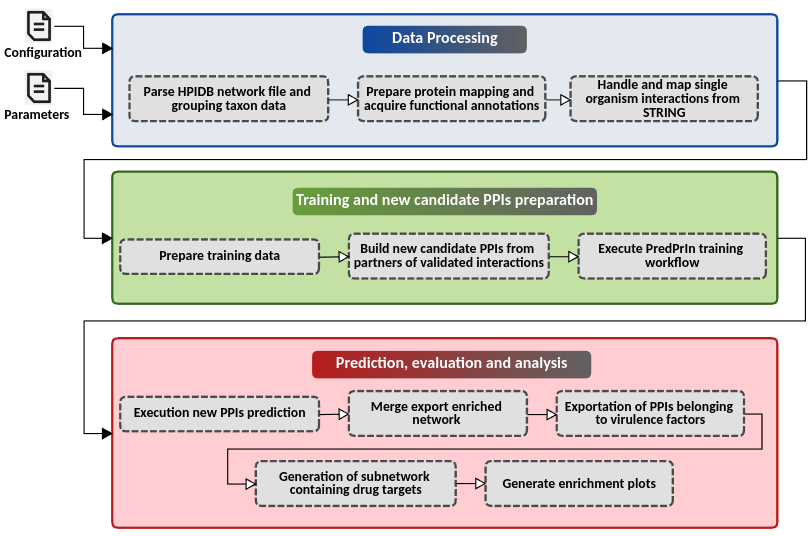 Configuration
Parameters
Data Processing
Parse HPIDB network file and
grouping taxon data
Prepare protein mapping and
acquire functional annotations
Handle and map single
organism interactions from
STRING
Training and new candidate PPIs preparation
Prepare training data
Build new candidate PPIs from
partners of validated interactions
Execute PredPrIn training
workflow
Prediction, evaluation and analysis
Execution new PPIs prediction
Merge export enriched
network
Exportation of PPIs belonging
to virulence factors
Generation of subnetwork
containing drug targets
Generate enrichment plots